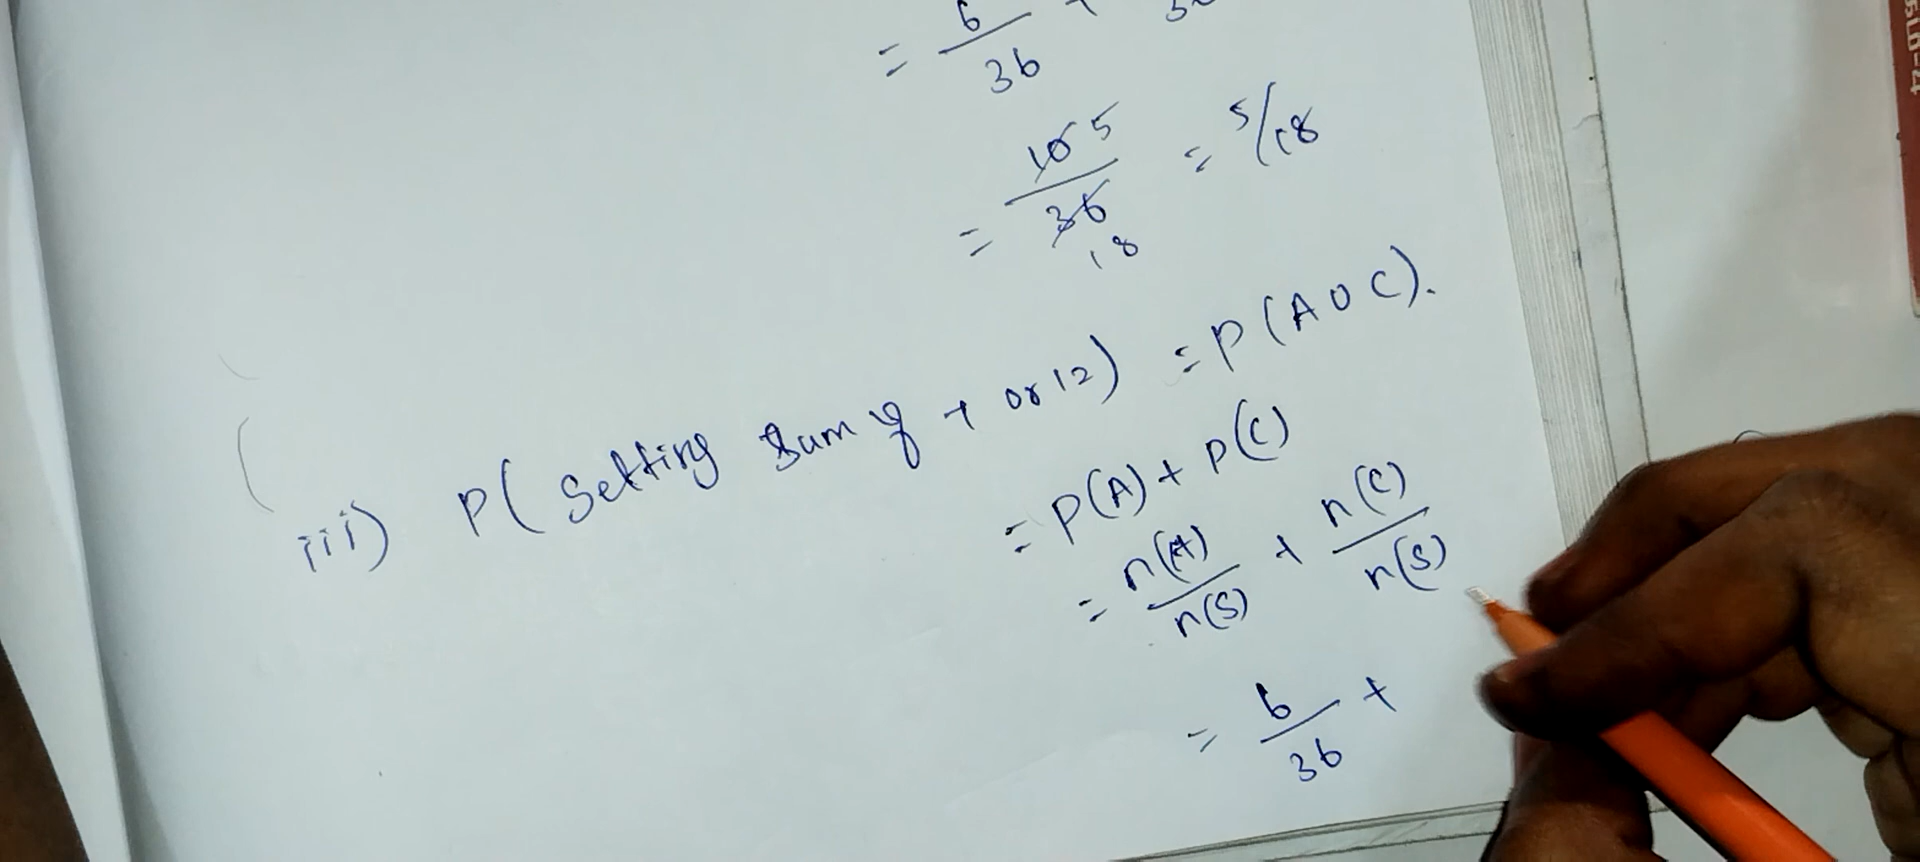 = 6/36 +
= 10 5/36 18 = 5/18
iii) P( Getting Sum of 7 or 12) = P(A∪C).
= P(A) + P(C)
= n(A)/n(S) + n(C)/n(S)
= 6/36 +